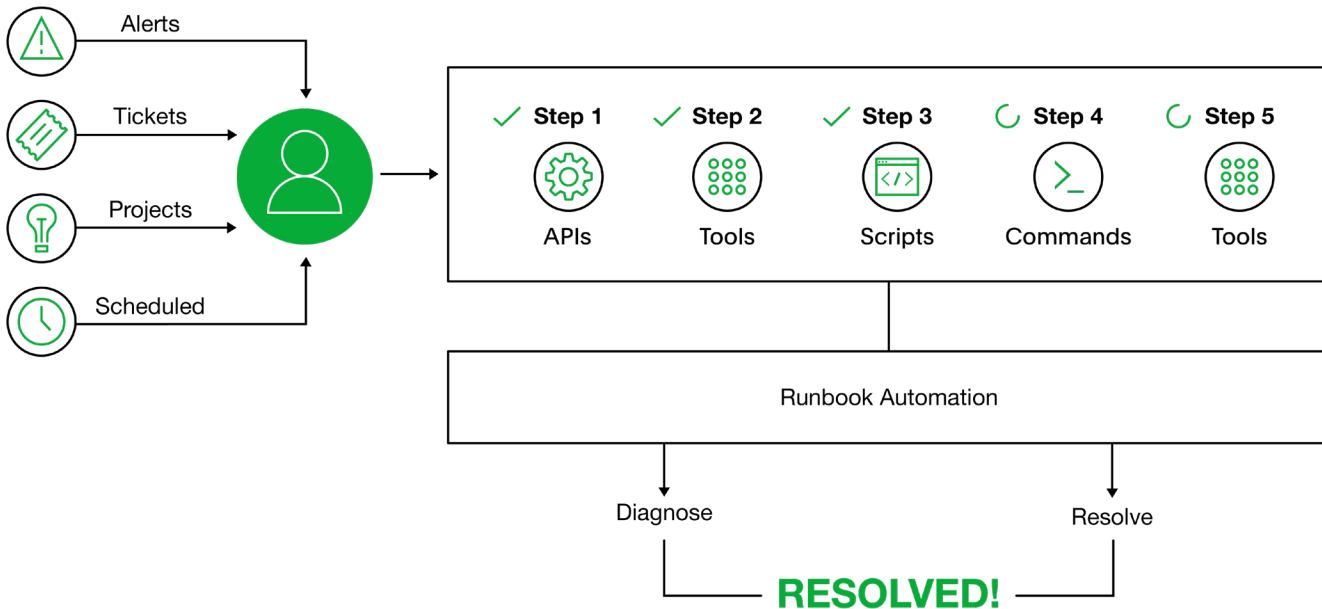 Alerts
Tickets
Projects
Scheduled
Step 1
Step 2
Step 3
Step 4
Step 5
APIs
Tools
Scripts
Commands
Tools
Runbook Automation
Diagnose
Resolve
RESOLVED!